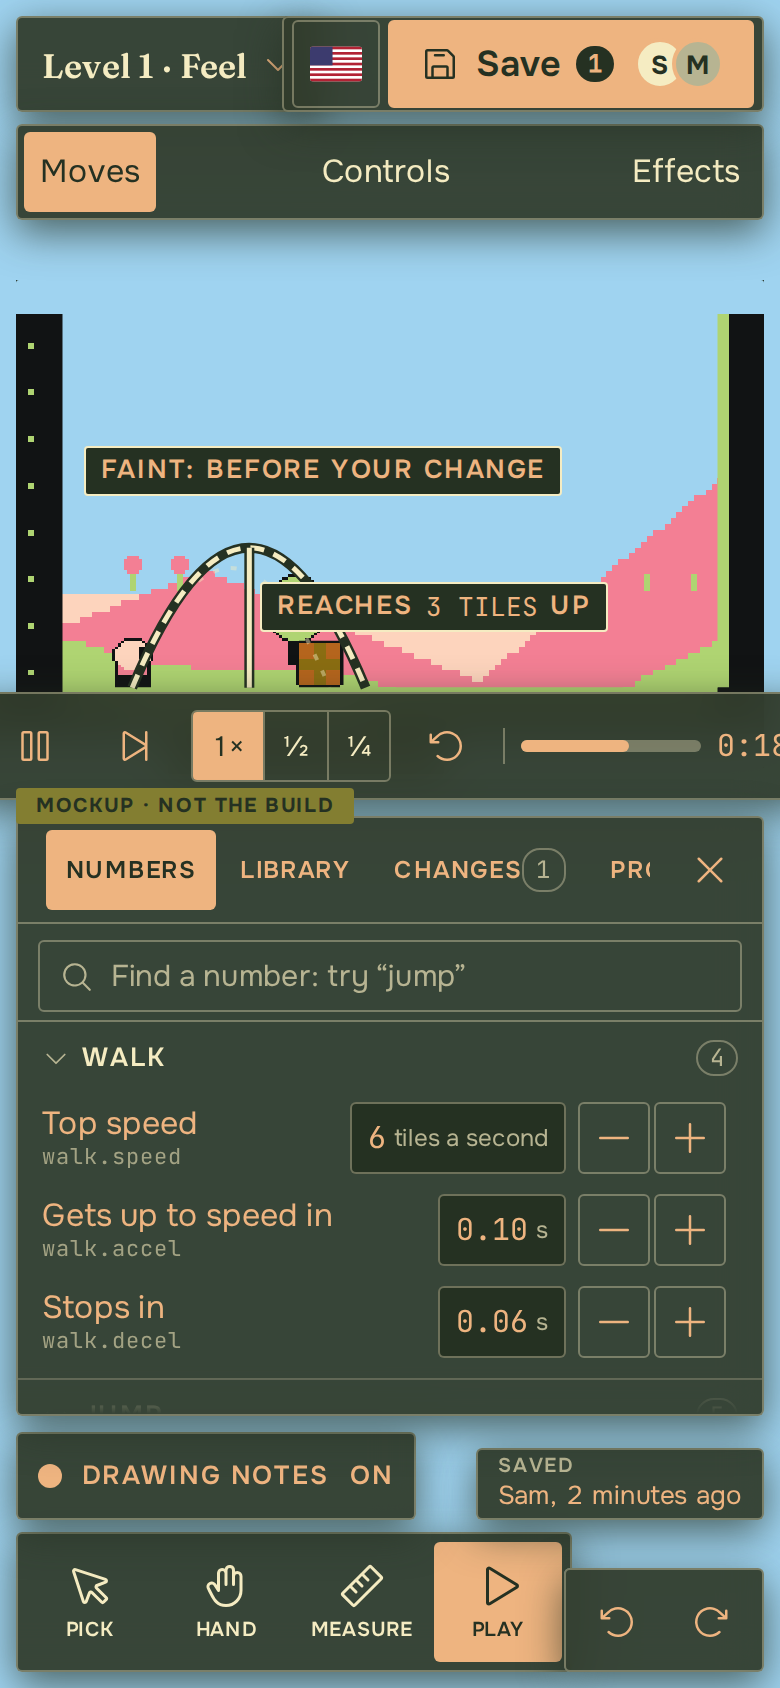 Level 1 · Feel
Save 1 S M
Moves Controls Effects
FAINT: BEFORE YOUR CHANGE
REACHES 3 TILES UP
1× ½ ¼ 0:18
MOCKUP · NOT THE BUILD
NUMBERS LIBRARY CHANGES 1
Find a number: try “jump”
WALK 4
Top speed 6 tiles a second
walk.speed
Gets up to speed in 0.10 s
walk.accel
Stops in 0.06 s
walk.decel
DRAWING NOTES ON
SAVED
Sam, 2 minutes ago
PICK HAND MEASURE PLAY